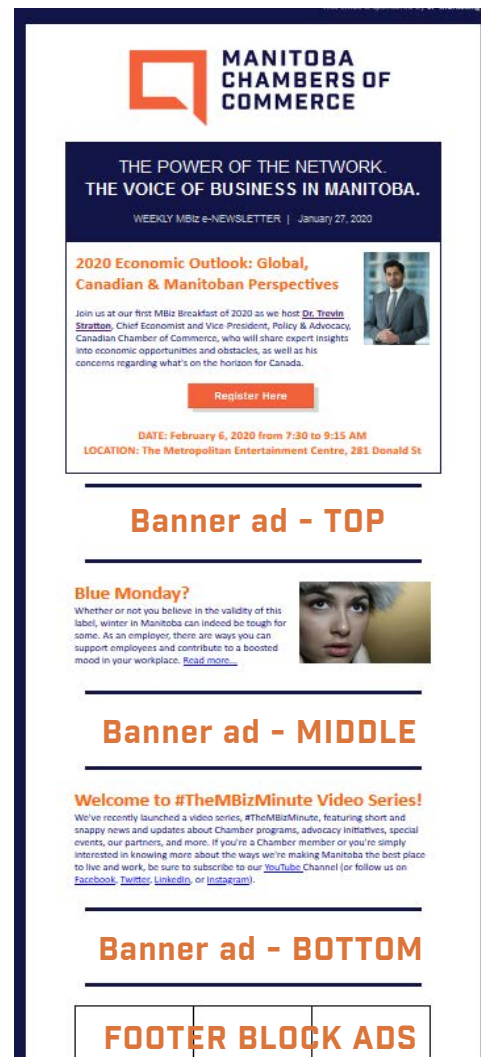 MANITOBA
CHAMBERS OF
COMMERCE
THE POWER OF THE NETWORK.
THE VOICE OF BUSINESS IN MANITOBA.
WEEKLY MBiz e-NEWSLETTER | January 27, 2020
2020 Economic Outlook: Global,
Canadian & Manitoban Perspectives
Join us at our first MBiz Breakfast of 2020 as we host Dr. Trevin
Stratton, Chief Economist and Vice-President, Policy & Advocacy,
Canadian Chamber of Commerce, who will share expert insights
into economic opportunities and obstacles, as well as his
concerns regarding what's on the horizon for Canada.
Register Here
DATE: February 6, 2020 from 7:30 to 9:15 AM
LOCATION: The Metropolitan Entertainment Centre, 281 Donald St
Banner ad - TOP
Blue Monday?
Whether or not you believe in the validity of this
label, winter in Manitoba can indeed be tough for
some. As an employer, there are ways you can
support employees and contribute to a boosted
mood in your workplace. Read more...
Banner ad - MIDDLE
Welcome to #TheMBizMinute Video Series!
We've recently launched a video series, #TheMBizMinute, featuring short and
snappy news and updates about Chamber programs, advocacy initiatives, special
events, our partners, and more. If you're a Chamber member or you're simply
interested in knowing more about the ways we're making Manitoba the best place
to live and work, be sure to subscribe to our YouTube Channel (or follow us on
Facebook, Twitter, LinkedIn, or Instagram).
Banner ad - BOTTOM
FOOTER BLOCK ADS